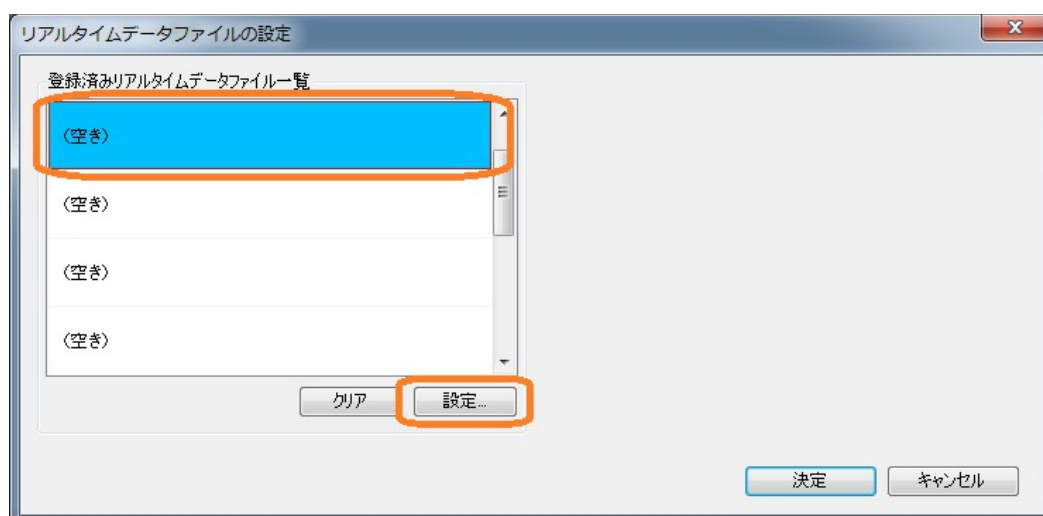 リアルタイムデータファイルの設定
登録済みリアルタイムデータファイル一覧
(空き)
(空き)
(空き)
(空き)
クリア
設定...
決定
キャンセル